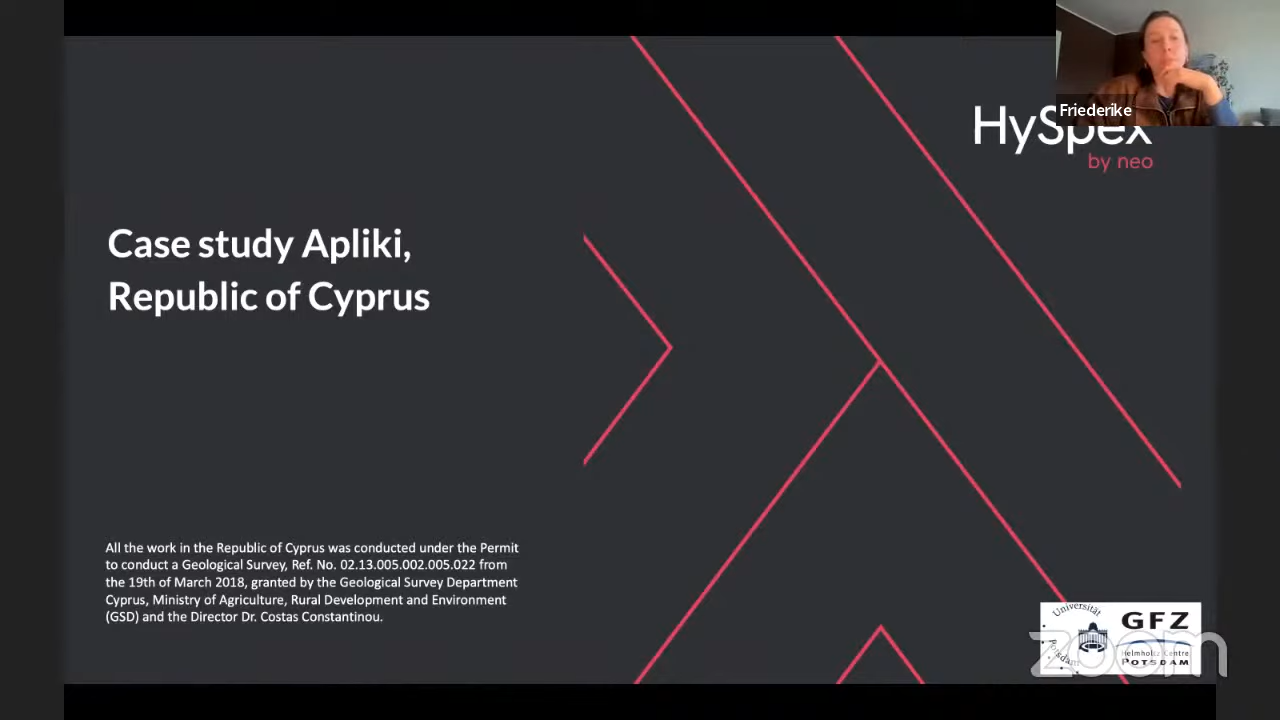 Friederike
HySpex
by neo
Case study Apliki,
Republic of Cyprus
All the work in the Republic of Cyprus was conducted under the Permit
to conduct a Geological Survey, Ref. No. 02.13.005.002.005.022 from
the 19th of March 2018, granted by the Geological Survey Department
Cyprus, Ministry of Agriculture, Rural Development and Environment
(GSD) and the Director Dr. Costas Constantinou.
Universität
Potsdam
GFZ
Helmholtz Centre
POTSDAM
zoom